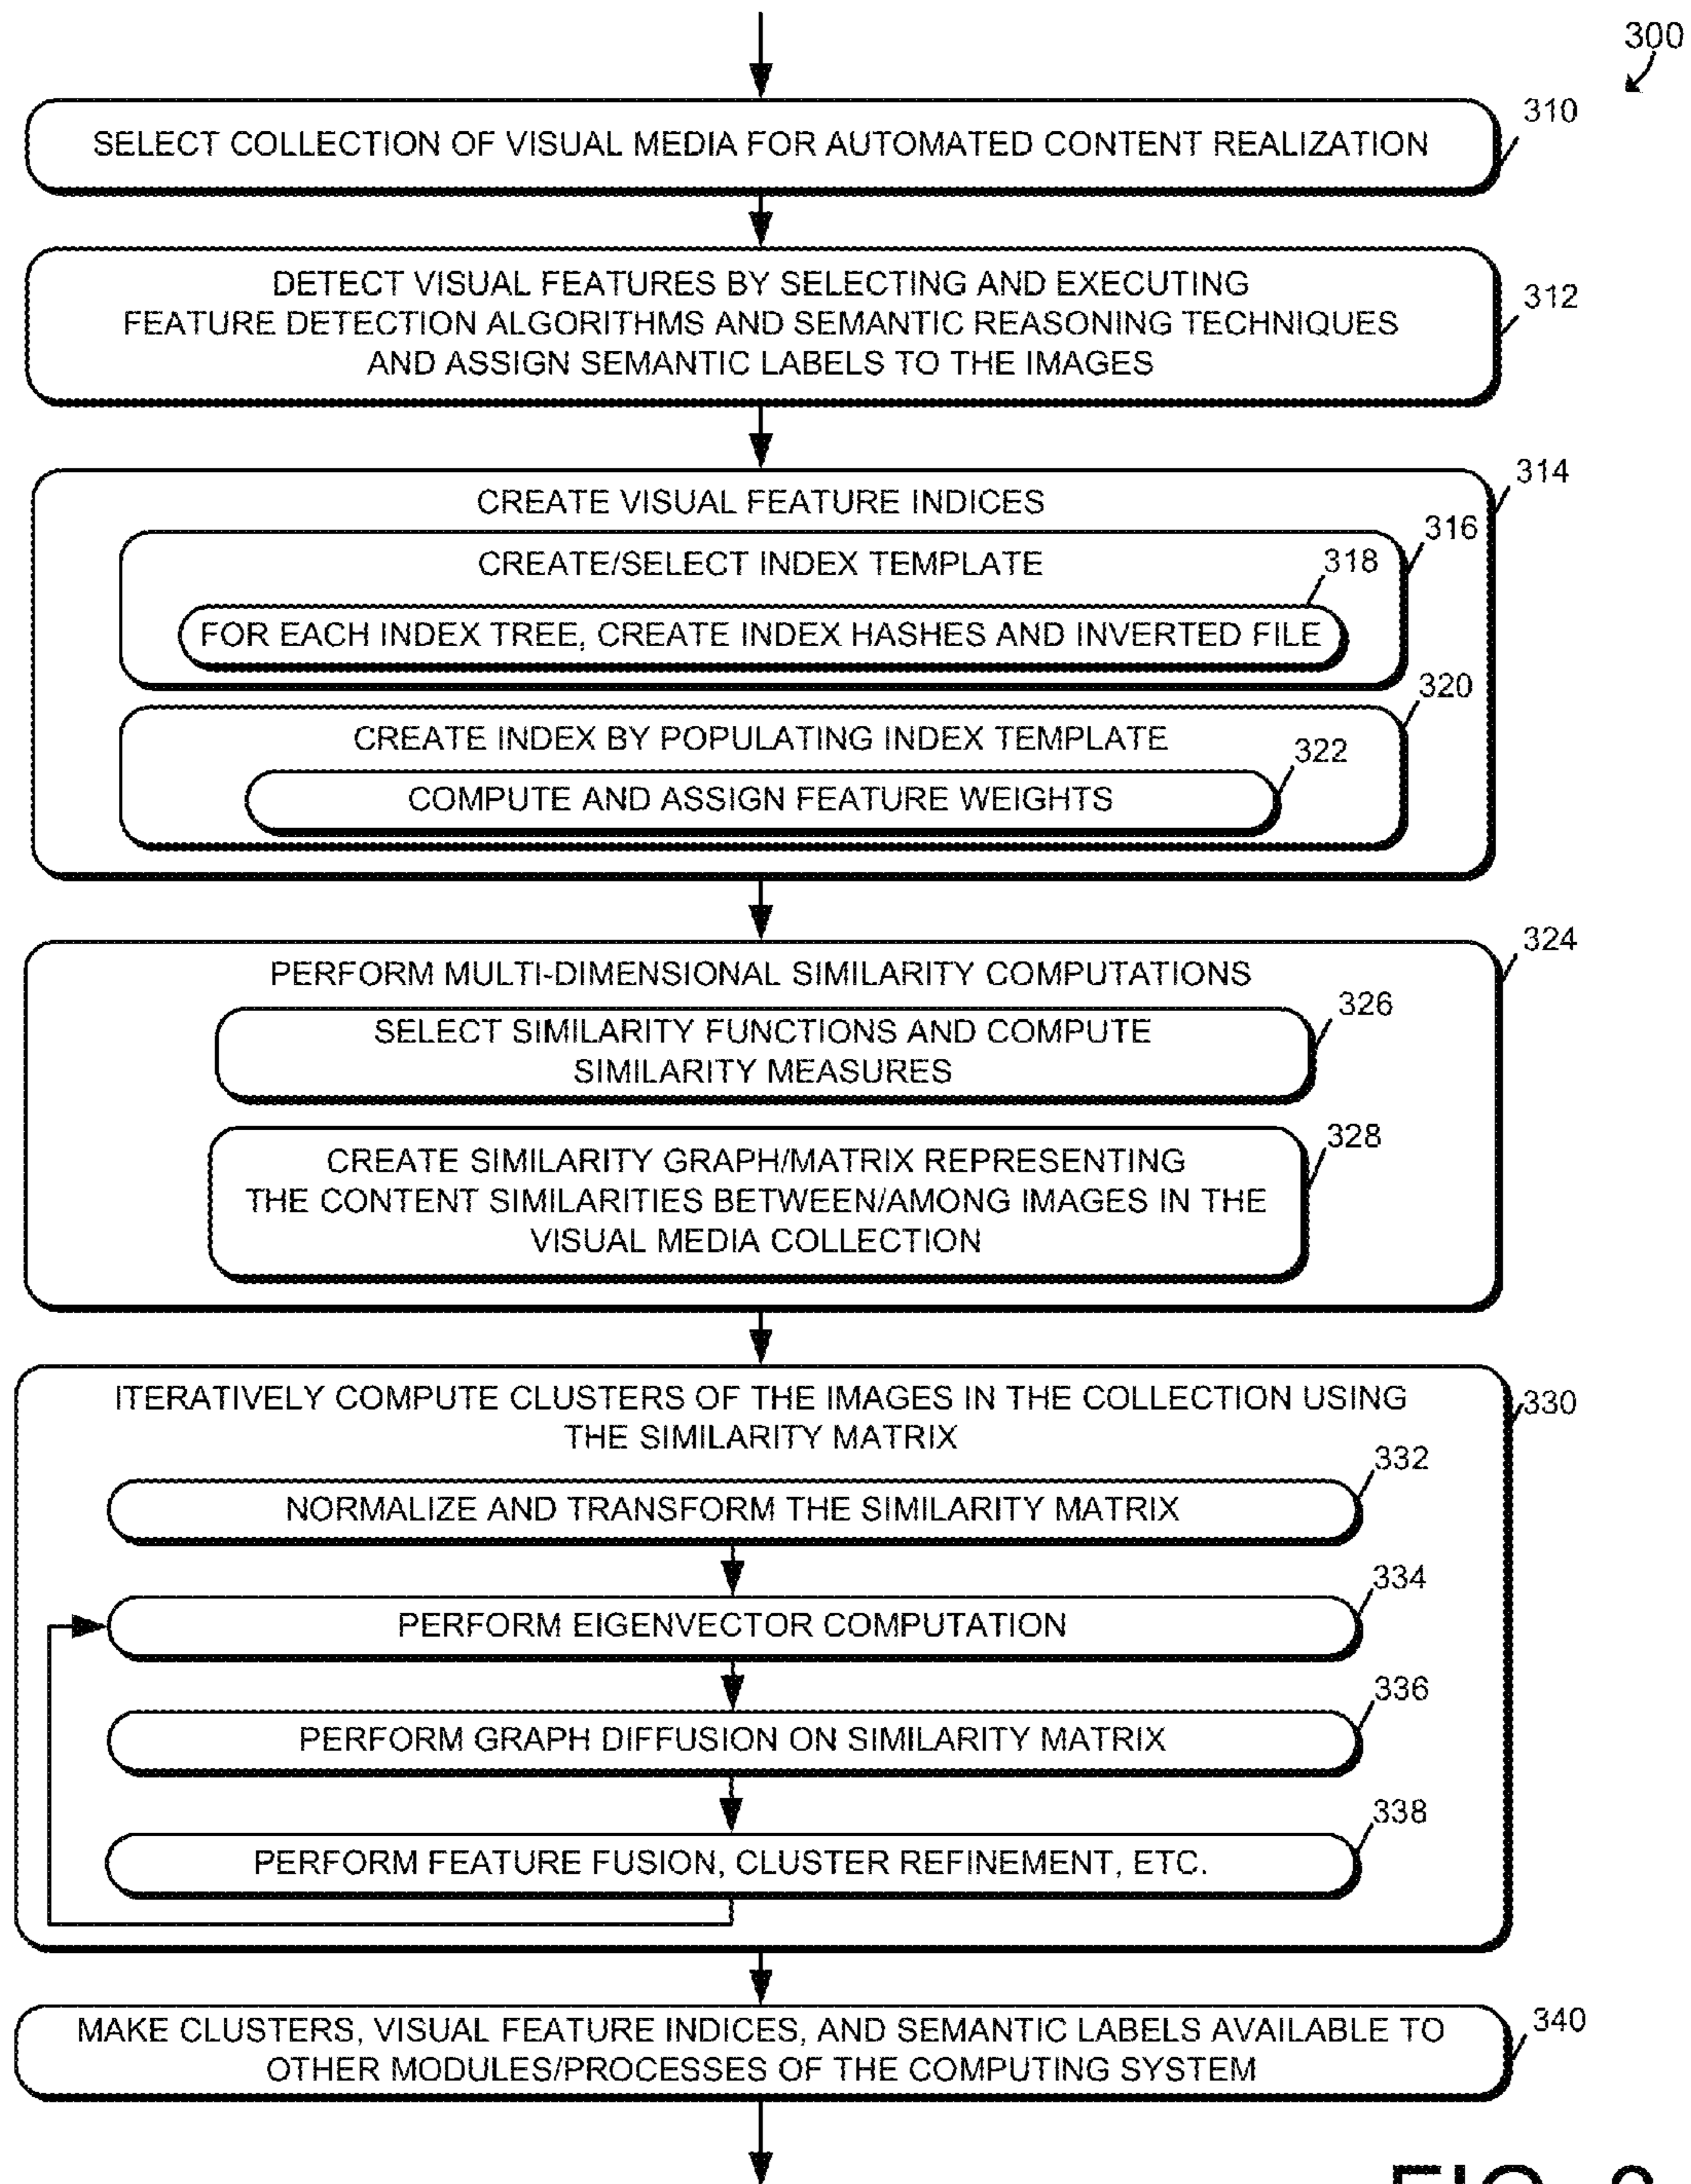 300
310
SELECT COLLECTION OF VISUAL MEDIA FOR AUTOMATED CONTENT REALIZATION
DETECT VISUAL FEATURES BY SELECTING AND EXECUTING
312
FEATURE DETECTION ALGORITHMS AND SEMANTIC REASONING TECHNIQUES
AND ASSIGN SEMANTIC LABELS TO THE IMAGES
314
CREATE VISUAL FEATURE INDICES
316
CREATE/SELECT INDEX TEMPLATE
318
FOR EACH INDEX TREE, CREATE INDEX HASHES AND INVERTED FILE
320
CREATE INDEX BY POPULATING INDEX TEMPLATE
322
COMPUTE AND ASSIGN FEATURE WEIGHTS
324
PERFORM MULTI-DIMENSIONAL SIMILARITY COMPUTATIONS
326
SELECT SIMILARITY FUNCTIONS AND COMPUTE
SIMILARITY MEASURES
328
CREATE SIMILARITY GRAPH/MATRIX REPRESENTING
THE CONTENT SIMILARITIES BETWEEN/AMONG IMAGES IN THE
VISUAL MEDIA COLLECTION
ITERATIVELY COMPUTE CLUSTERS OF THE IMAGES IN THE COLLECTION USING
330
THE SIMILARITY MATRIX
332
NORMALIZE AND TRANSFORM THE SIMILARITY MATRIX
334
PERFORM EIGENVECTOR COMPUTATION
336
PERFORM GRAPH DIFFUSION ON SIMILARITY MATRIX
338
PERFORM FEATURE FUSION, CLUSTER REFINEMENT, ETC.
340
MAKE CLUSTERS, VISUAL FEATURE INDICES, AND SEMANTIC LABELS AVAILABLE TO
OTHER MODULES/PROCESSES OF THE COMPUTING SYSTEM
FIG.